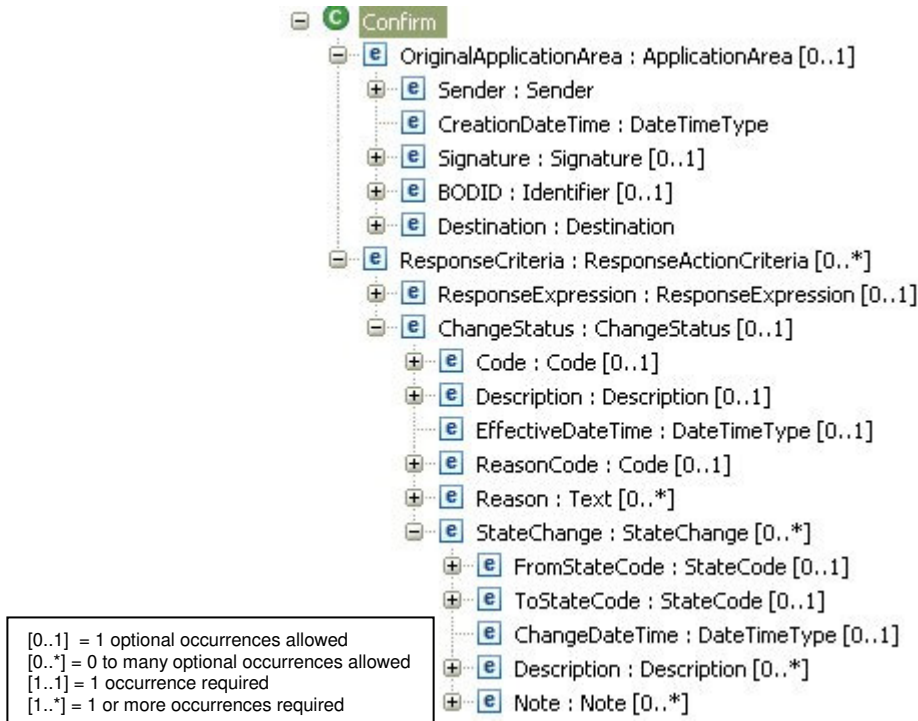 Confirm
OriginalApplicationArea : ApplicationArea [0..1]
Sender : Sender
CreationDateTime : DateTimeType
Signature : Signature [0..1]
BODID : Identifier [0..1]
Destination : Destination
ResponseCriteria : ResponseActionCriteria [0..*]
ResponseExpression : ResponseExpression [0..1]
ChangeStatus : ChangeStatus [0..1]
Code : Code [0..1]
Description : Description [0..1]
EffectiveDateTime : DateTimeType [0..1]
ReasonCode : Code [0..1]
Reason : Text [0..*]
StateChange : StateChange [0..*]
FromStateCode : StateCode [0..1]
ToStateCode : StateCode [0..1]
ChangeDateTime : DateTimeType [0..1]
Description : Description [0..*]
Note : Note [0..*]
[0..1] = 1 optional occurrences allowed
[0..*] = 0 to many optional occurrences allowed
[1..1] = 1 occurrence required
[1..*] = 1 or more occurrences required